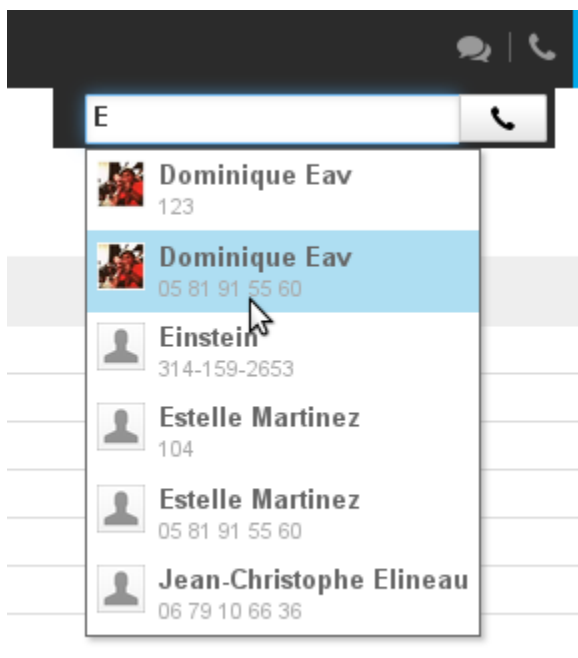 E
Dominique Eav
123
Dominique Eav
05 81 91 55 60
Einstein
314-159-2653
Estelle Martinez
104
Estelle Martinez
05 81 91 55 60
Jean-Christophe Elineau
06 79 10 66 36